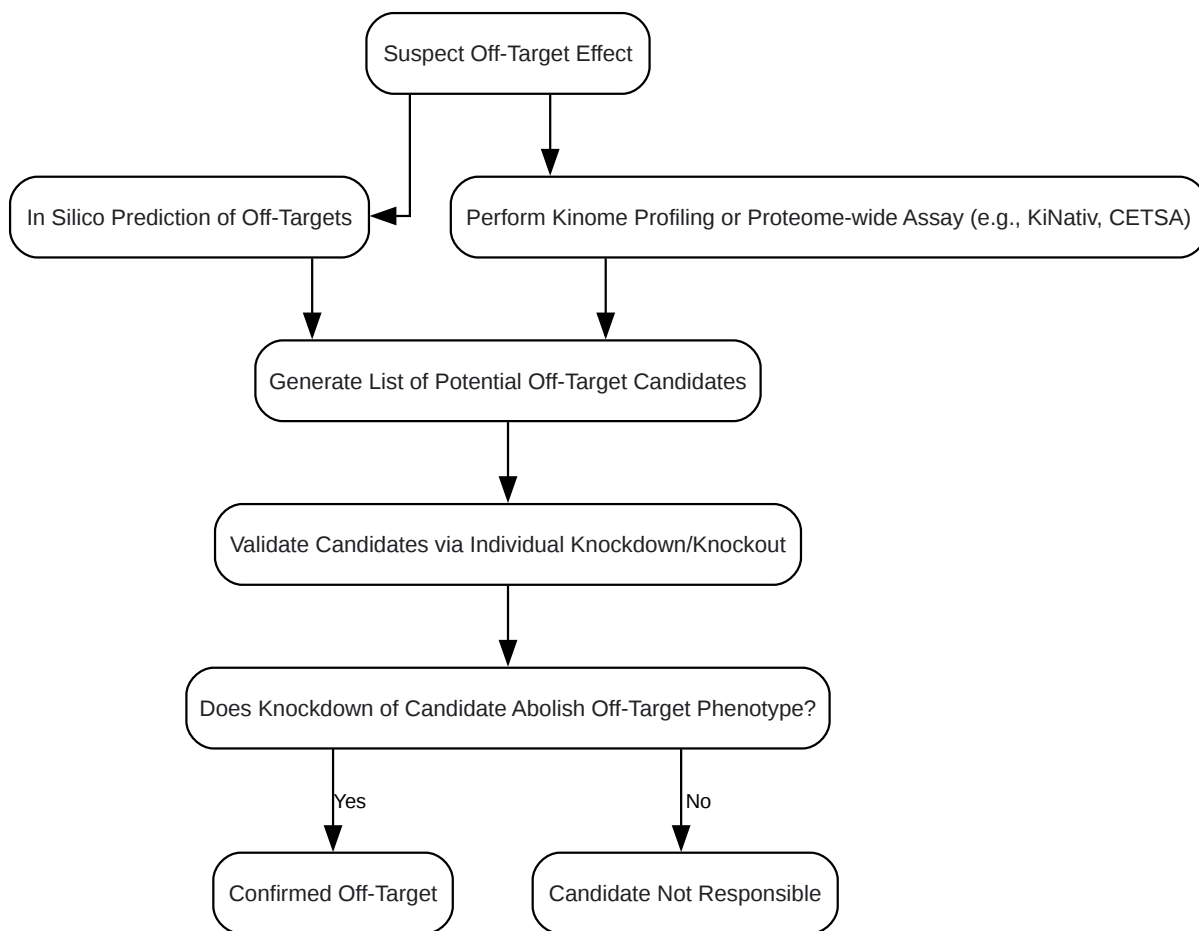 Suspect Off-Target Effect
In Silico Prediction of Off-Targets
Perform Kinome Profiling or Proteome-wide Assay (e.g., KiNativ, CETSA)
Generate List of Potential Off-Target Candidates
Validate Candidates via Individual Knockdown/Knockout
Does Knockdown of Candidate Abolish Off-Target Phenotype?
Yes
No
Confirmed Off-Target
Candidate Not Responsible